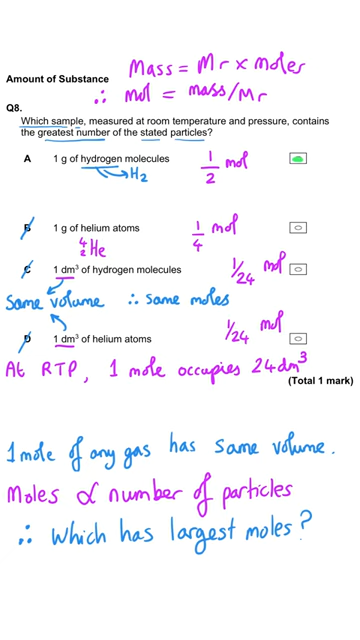 Mass = Mr × moles
Amount of Substance
∴ mol = mass/Mr
Q8.
Which sample, measured at room temperature and pressure, contains
the greatest number of the stated particles?
A 1 g of hydrogen molecules 1/2 mol
H2
B 1 g of helium atoms 1/4 mol
4 2 He
C 1 dm³ of hydrogen molecules 1/24 mol
Same volume ∴ same moles
D 1 dm³ of helium atoms 1/24 mol
At RTP, 1 mole occupies 24dm³
(Total 1 mark)
1 mole of any gas has same volume.
Moles ∝ number of particles
∴ Which has largest moles?